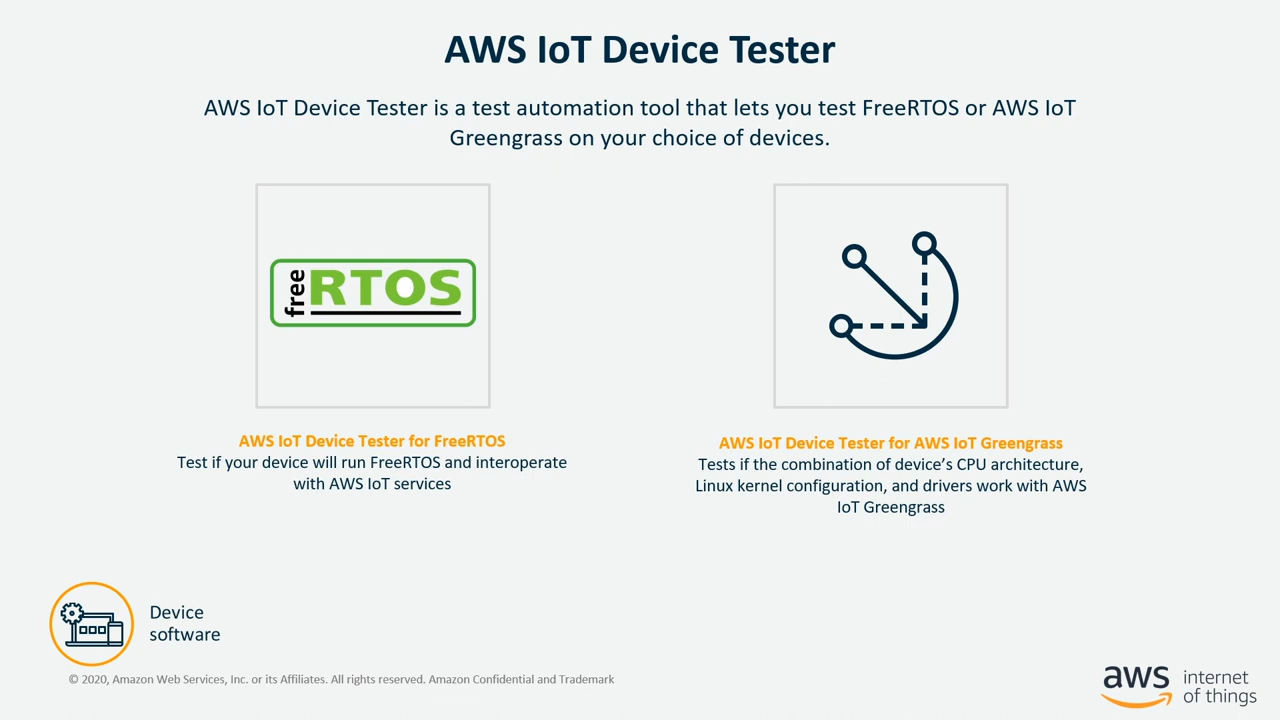 AWS IoT Device Tester
AWS IoT Device Tester is a test automation tool that lets you test FreeRTOS or AWS IoT
Greengrass on your choice of devices.
free RTOS
AWS IoT Device Tester for FreeRTOS
Test if your device will run FreeRTOS and interoperate
with AWS IoT services
AWS IoT Device Tester for AWS IoT Greengrass
Tests if the combination of device’s CPU architecture,
Linux kernel configuration, and drivers work with AWS
IoT Greengrass
Device
software
© 2020, Amazon Web Services, Inc. or its Affiliates. All rights reserved. Amazon Confidential and Trademark
aws
internet
of things